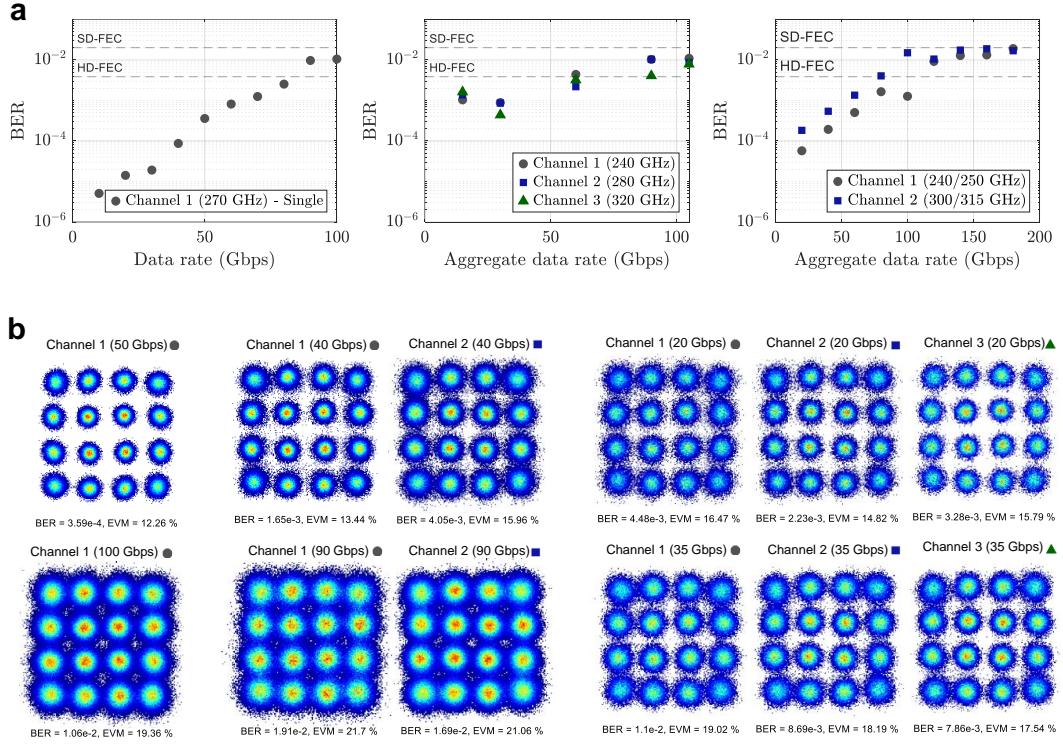 a
SD-FEC
HD-FEC
BER
10^-2
10^-4
10^-6
Channel 1 (270 GHz) - Single
0 50 100
Data rate (Gbps)
SD-FEC
HD-FEC
BER
10^-2
10^-4
10^-6
Channel 1 (240 GHz)
Channel 2 (280 GHz)
Channel 3 (320 GHz)
0 50 100
Aggregate data rate (Gbps)
SD-FEC
HD-FEC
BER
10^-2
10^-4
10^-6
Channel 1 (240/250 GHz)
Channel 2 (300/315 GHz)
0 50 100 150 200
Aggregate data rate (Gbps)
b
Channel 1 (50 Gbps)
Channel 1 (40 Gbps)
Channel 2 (40 Gbps)
Channel 1 (20 Gbps)
Channel 2 (20 Gbps)
Channel 3 (20 Gbps)
BER = 3.59e-4, EVM = 12.26 %
BER = 1.65e-3, EVM = 13.44 %
BER = 4.05e-3, EVM = 15.96 %
BER = 4.48e-3, EVM = 16.47 %
BER = 2.23e-3, EVM = 14.82 %
BER = 3.28e-3, EVM = 15.79 %
Channel 1 (100 Gbps)
Channel 1 (90 Gbps)
Channel 2 (90 Gbps)
Channel 1 (35 Gbps)
Channel 2 (35 Gbps)
Channel 3 (35 Gbps)
BER = 1.06e-2, EVM = 19.36 %
BER = 1.91e-2, EVM = 21.7 %
BER = 1.69e-2, EVM = 21.06 %
BER = 1.1e-2, EVM = 19.02 %
BER = 8.69e-3, EVM = 18.19 %
BER = 7.86e-3, EVM = 17.54 %